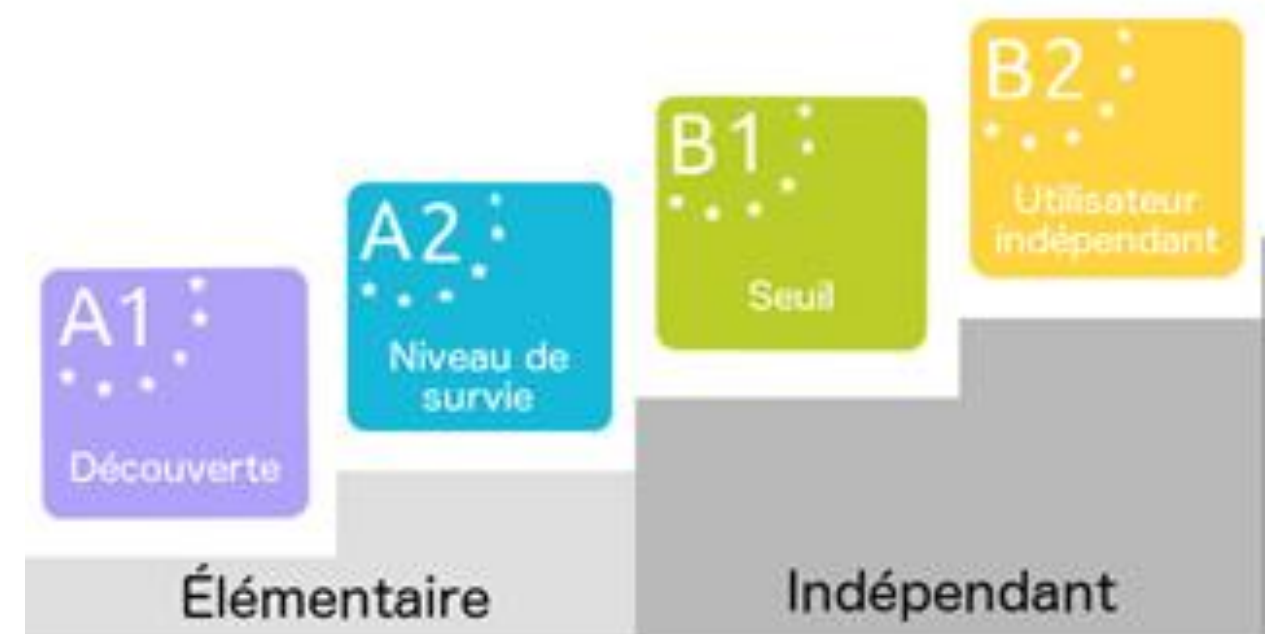 A1
Découverte
A2
Niveau de
survie
B1
Seuil
B2
Utilisateur
indépendant
Élémentaire
Indépendant